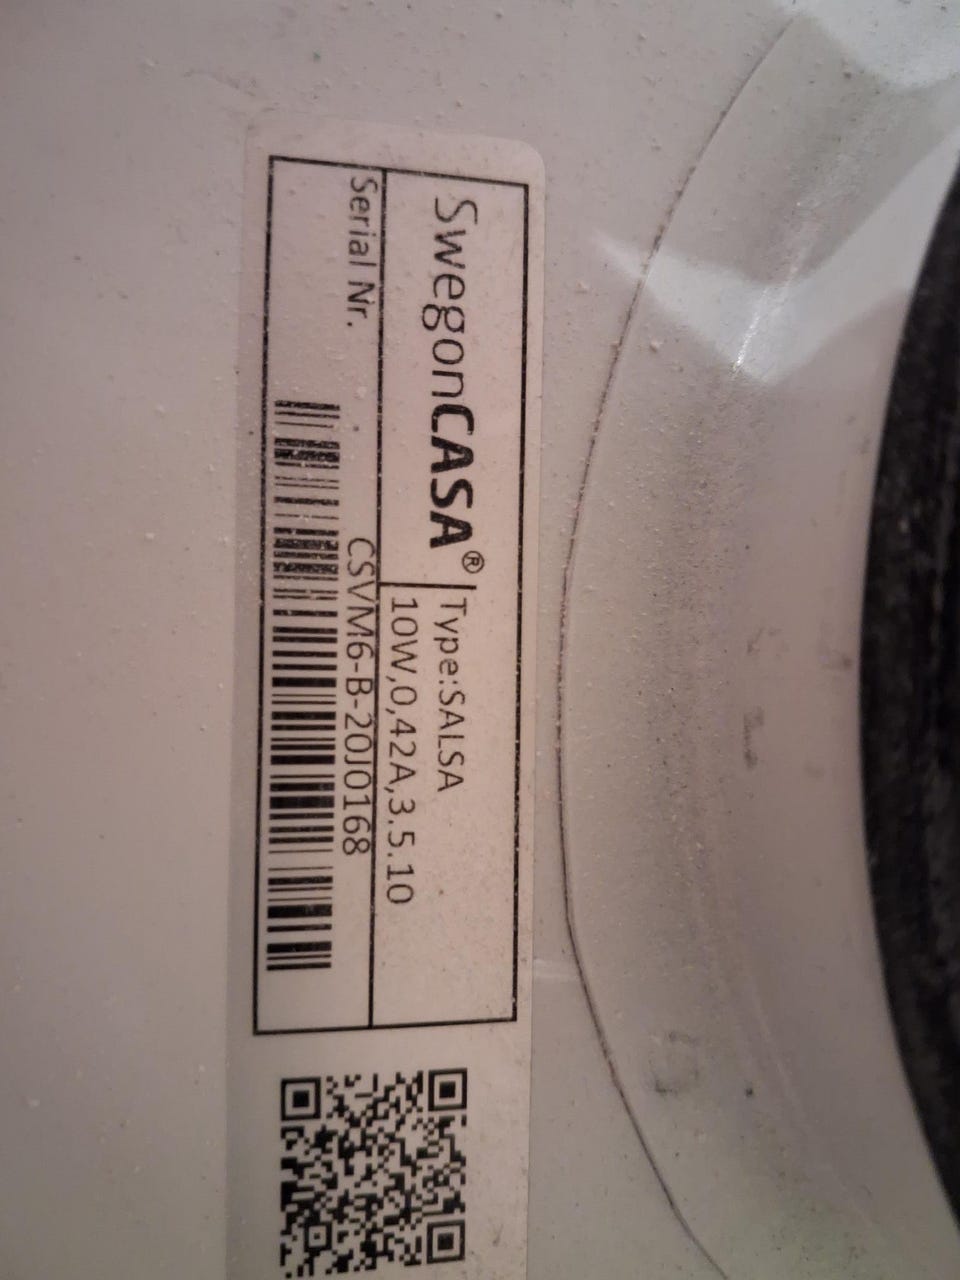 SwegonCASA®
Type:SALSA
10W,0,42A,3.5.10
Serial Nr.
CSVM6-B-20J0168